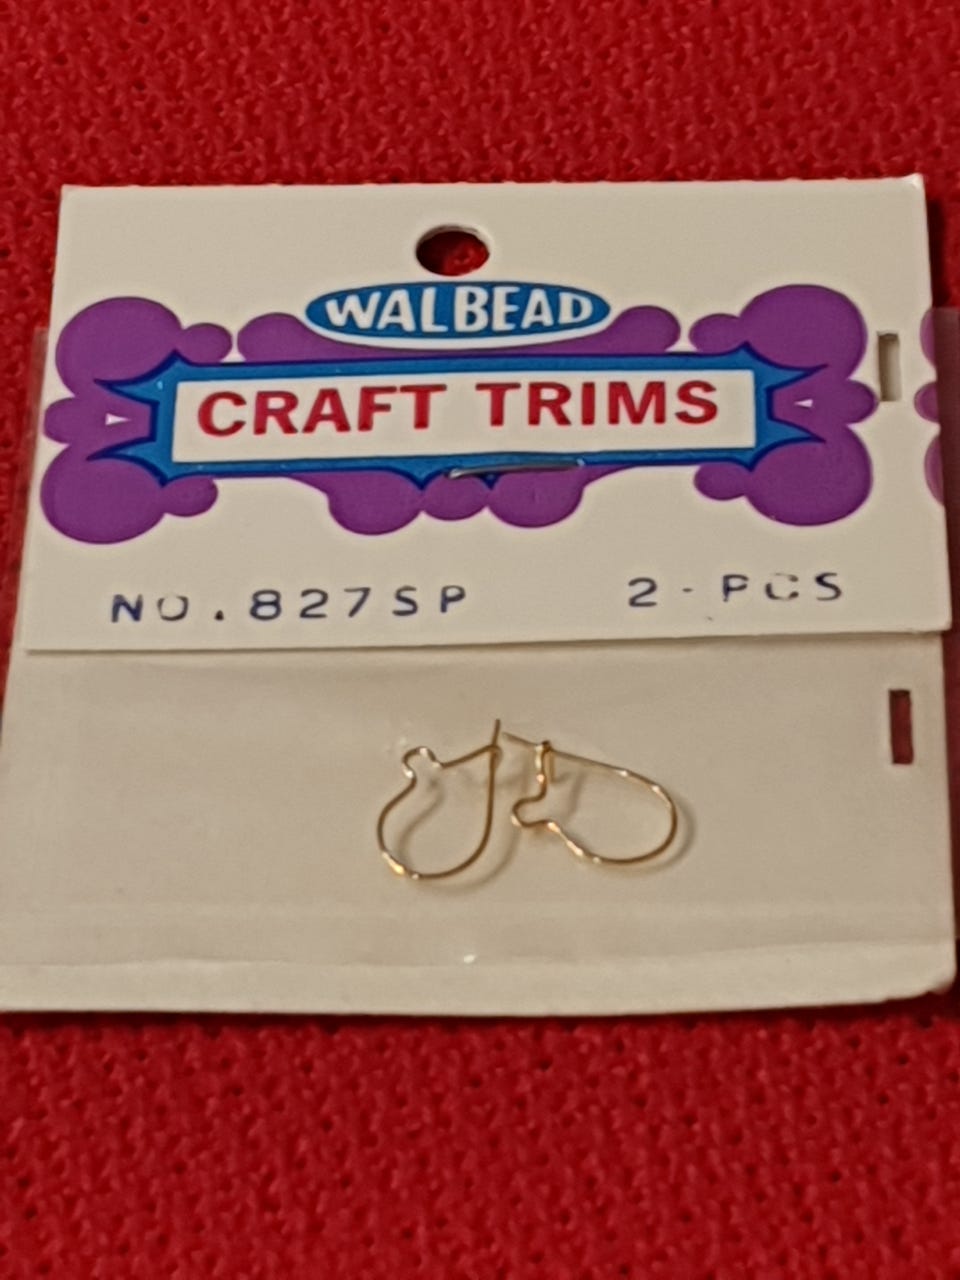 WALBEAD
CRAFT TRIMS
NO. 827SP 2-PCS